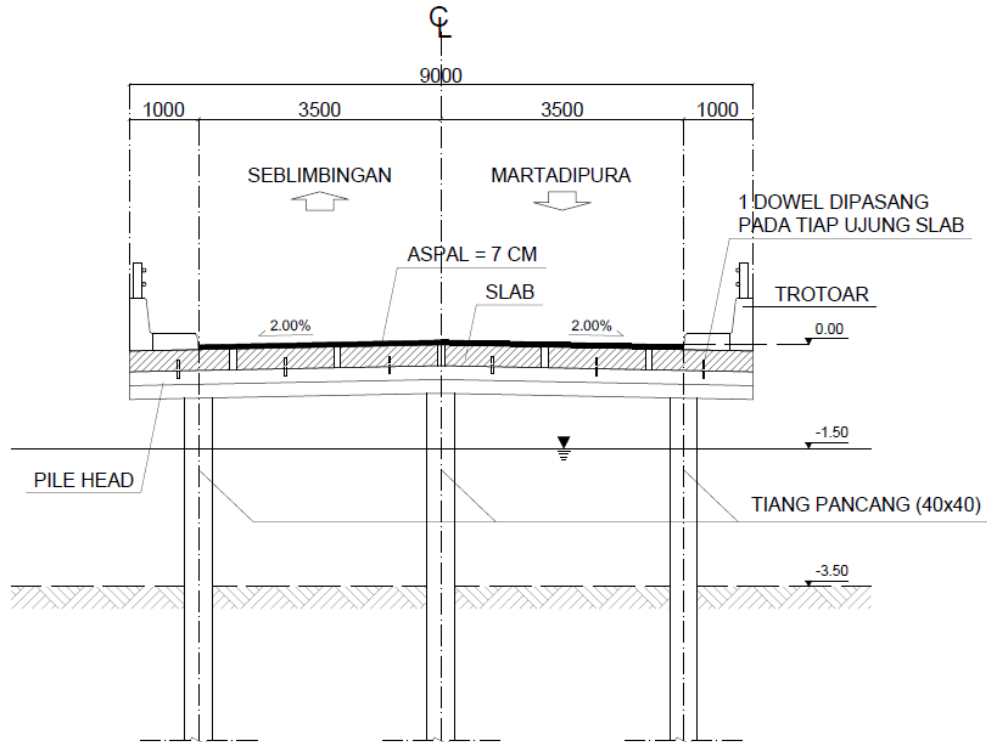 CL
9000
1000
3500
3500
1000
SEBLIMBINGAN
MARTADIPURA
1 DOWEL DIPASANG
PADA TIAP UJUNG SLAB
ASPAL = 7 CM
SLAB
TROTOAR
2.00%
2.00%
0.00
-1.50
PILE HEAD
TIANG PANCANG (40x40)
-3.50